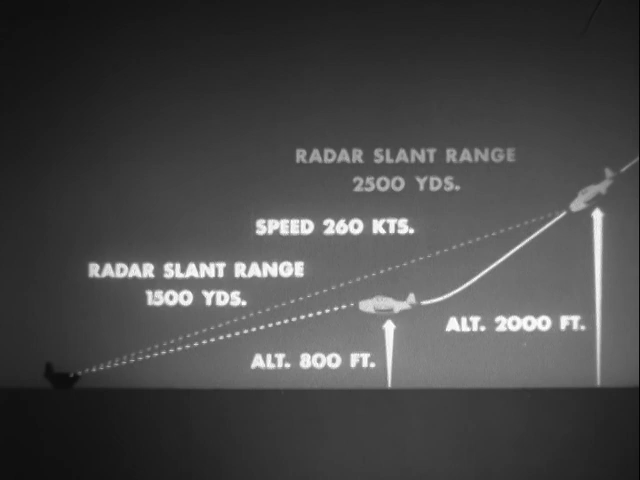 RADAR SLANT RANGE
2500 YDS.
SPEED 260 KTS.
RADAR SLANT RANGE
1500 YDS.
ALT. 2000 FT.
ALT. 800 FT.